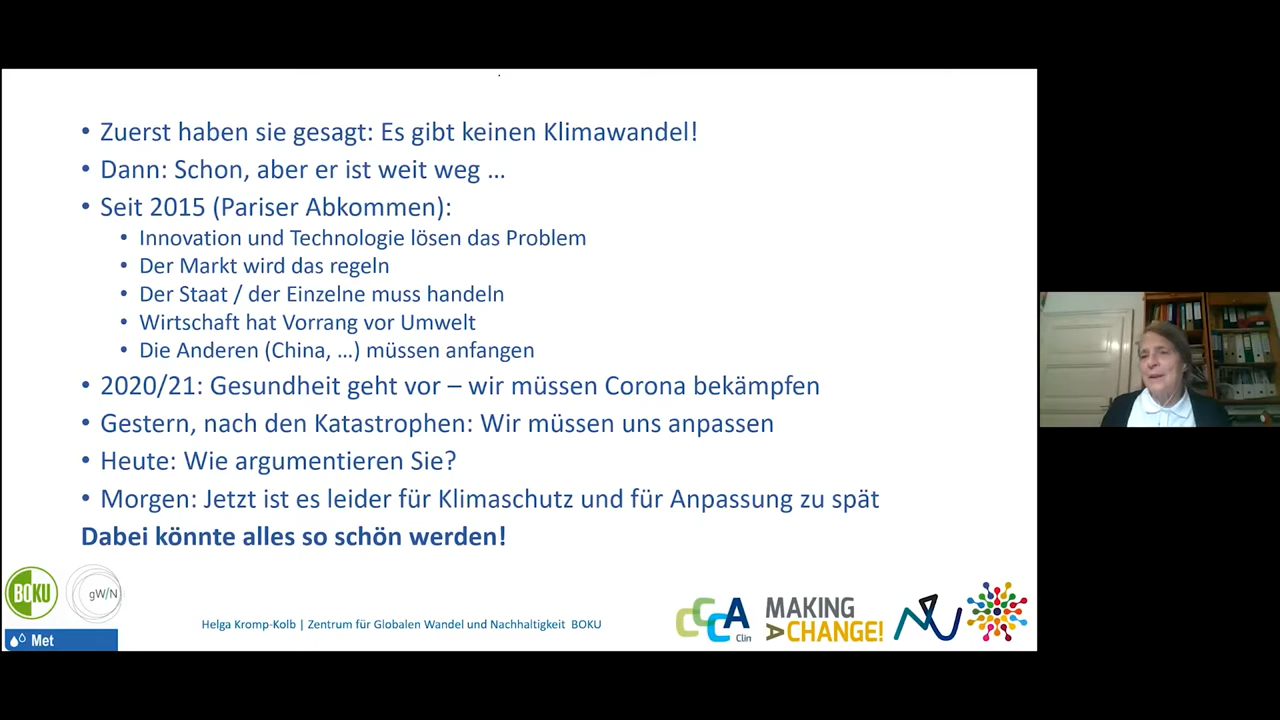 • Zuerst haben sie gesagt: Es gibt keinen Klimawandel!
• Dann: Schon, aber er ist weit weg …
• Seit 2015 (Pariser Abkommen):
• Innovation und Technologie lösen das Problem
• Der Markt wird das regeln
• Der Staat / der Einzelne muss handeln
• Wirtschaft hat Vorrang vor Umwelt
• Die Anderen (China, …) müssen anfangen
• 2020/21: Gesundheit geht vor – wir müssen Corona bekämpfen
• Gestern, nach den Katastrophen: Wir müssen uns anpassen
• Heute: Wie argumentieren Sie?
• Morgen: Jetzt ist es leider für Klimaschutz und für Anpassung zu spät
Dabei könnte alles so schön werden!
BOKU
gW/N
Met
Helga Kromp-Kolb | Zentrum für Globalen Wandel und Nachhaltigkeit BOKU
CCCA
Clin
MAKING
A CHANGE!